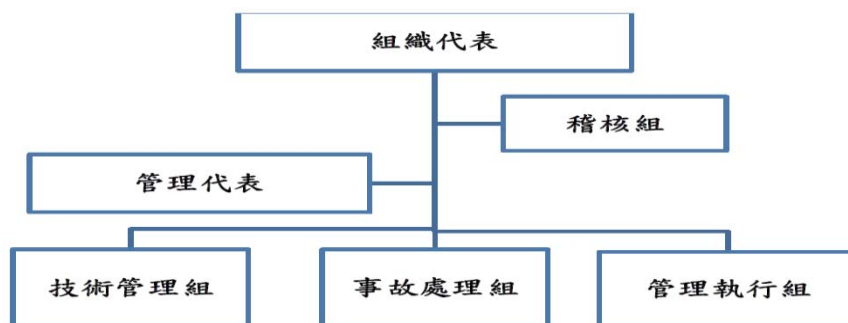 組織代表
稽核組
管理代表
技術管理組
事故處理組
管理執行組